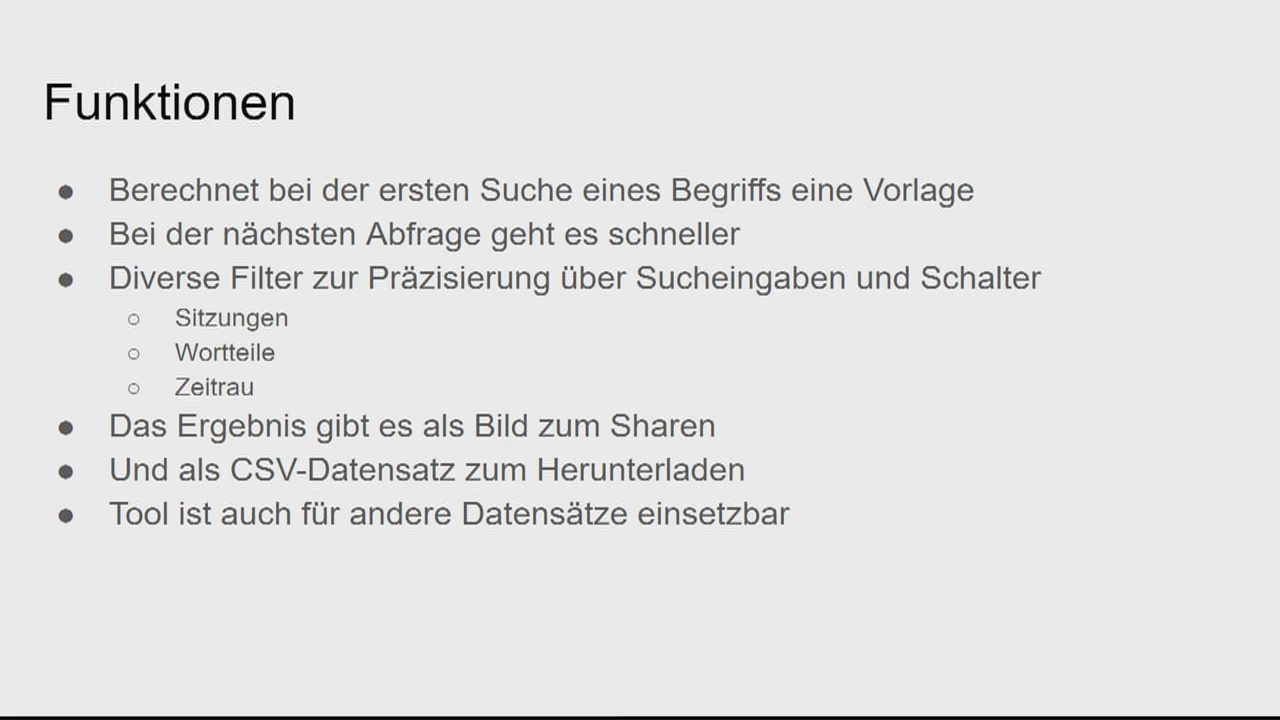 Funktionen
● Berechnet bei der ersten Suche eines Begriffs eine Vorlage
● Bei der nächsten Abfrage geht es schneller
● Diverse Filter zur Präzisierung über Sucheingaben und Schalter
○ Sitzungen
○ Wortteile
○ Zeitrau
● Das Ergebnis gibt es als Bild zum Sharen
● Und als CSV-Datensatz zum Herunterladen
● Tool ist auch für andere Datensätze einsetzbar